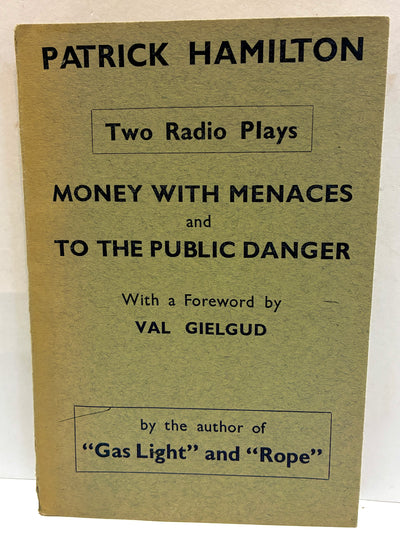 PATRICK HAMILTON
Two Radio Plays
MONEY WITH MENACES
and
TO THE PUBLIC DANGER
With a Foreword by
VAL GIELGUD
by the author of
“Gas Light” and “Rope”